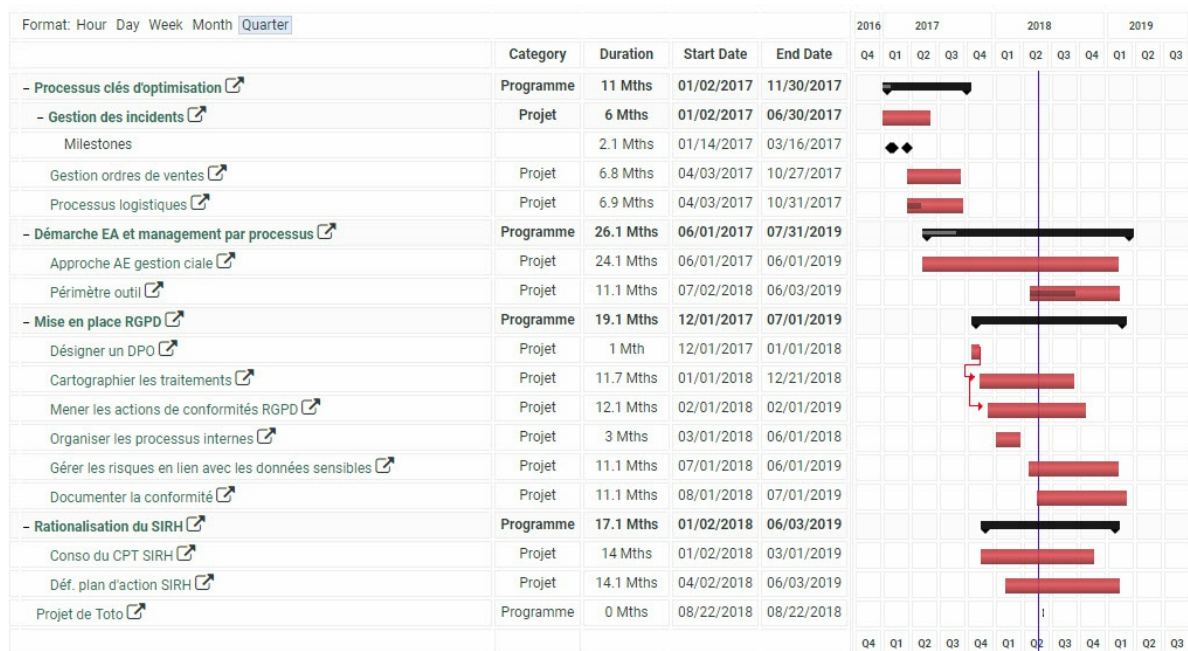 Format: Hour Day Week Month Quarter 2016 2017 2018 2019
Category Duration Start Date End Date Q4 Q1 Q2 Q3 Q4 Q1 Q2 Q3 Q4 Q1 Q2 Q3
– Processus clés d'optimisation Programme 11 Mths 01/02/2017 11/30/2017
– Gestion des incidents Projet 6 Mths 01/02/2017 06/30/2017
Milestones 2.1 Mths 01/14/2017 03/16/2017
Gestion ordres de ventes Projet 6.8 Mths 04/03/2017 10/27/2017
Processus logistiques Projet 6.9 Mths 04/03/2017 10/31/2017
– Démarche EA et management par processus Programme 26.1 Mths 06/01/2017 07/31/2019
Approche AE gestion ciale Projet 24.1 Mths 06/01/2017 06/01/2019
Périmètre outil Projet 11.1 Mths 07/02/2018 06/03/2019
– Mise en place RGPD Programme 19.1 Mths 12/01/2017 07/01/2019
Désigner un DPO Projet 1 Mth 12/01/2017 01/01/2018
Cartographier les traitements Projet 11.7 Mths 01/01/2018 12/21/2018
Mener les actions de conformités RGPD Projet 12.1 Mths 02/01/2018 02/01/2019
Organiser les processus internes Projet 3 Mths 03/01/2018 06/01/2018
Gérer les risques en lien avec les données sensibles Projet 11.1 Mths 07/01/2018 06/01/2019
Documenter la conformité Projet 11.1 Mths 08/01/2018 07/01/2019
– Rationalisation du SIRH Programme 17.1 Mths 01/02/2018 06/03/2019
Conso du CPT SIRH Projet 14 Mths 01/02/2018 03/01/2019
Déf. plan d'action SIRH Projet 14.1 Mths 04/02/2018 06/03/2019
Projet de Toto Programme 0 Mths 08/22/2018 08/22/2018
Q4 Q1 Q2 Q3 Q4 Q1 Q2 Q3 Q4 Q1 Q2 Q3